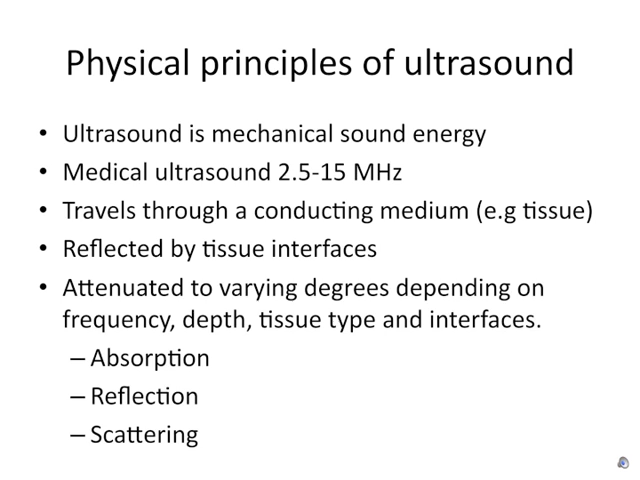 Physical principles of ultrasound
• Ultrasound is mechanical sound energy
• Medical ultrasound 2.5-15 MHz
• Travels through a conducting medium (e.g tissue)
• Reflected by tissue interfaces
• Attenuated to varying degrees depending on
frequency, depth, tissue type and interfaces.
– Absorption
– Reflection
– Scattering